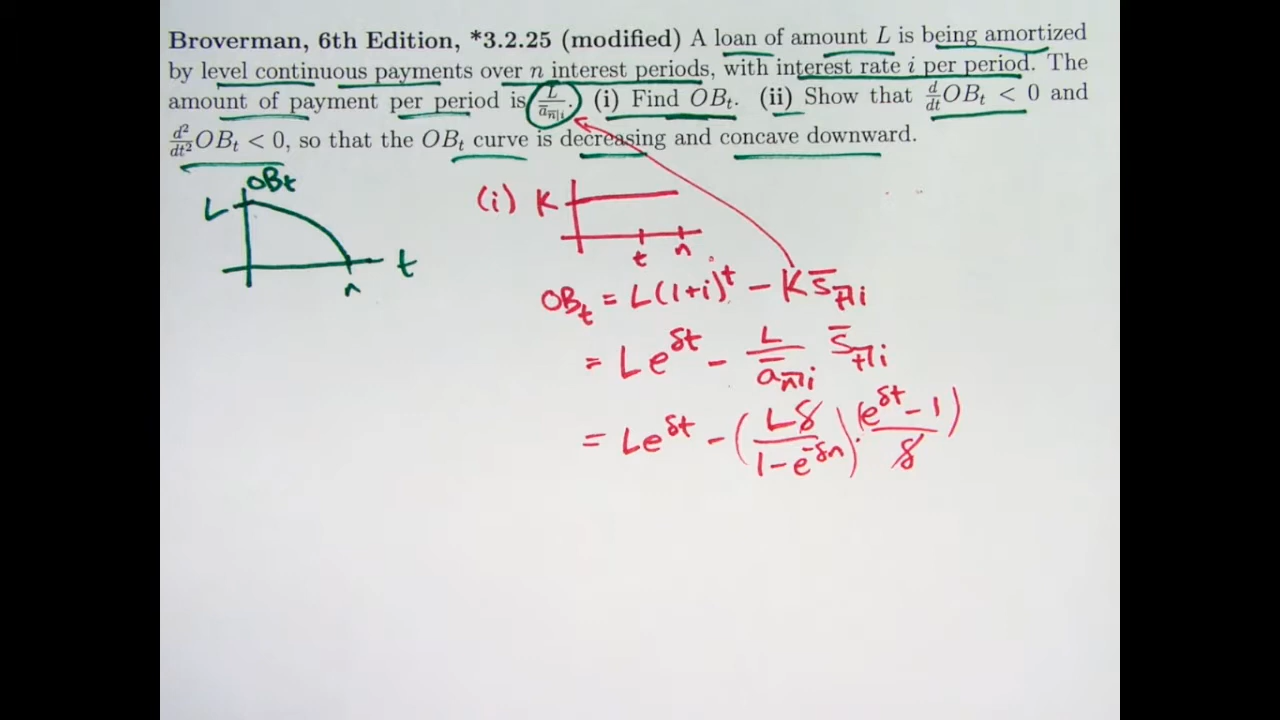 Broverman, 6th Edition, *3.2.25 (modified) A loan of amount L is being amortized
by level continuous payments over n interest periods, with interest rate i per period. The
amount of payment per period is L/a̅_{n̅|i}. (i) Find OB_t. (ii) Show that d/dt OB_t < 0 and
d²/dt² OB_t < 0, so that the OB_t curve is decreasing and concave downward.
OB_t
L
t
n
(i) K
t n
OB_t = L(1+i)^t − K s̅_{t̅|i}
= Le^{δt} − L/a̅_{n̅|i} s̅_{t̅|i}
= Le^{δt} − (Lδ/(1−e^{−δn})) · (e^{δt} − 1)/δ